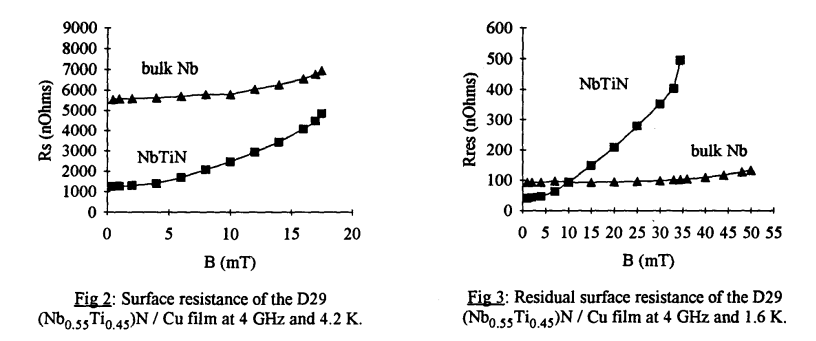 9000
8000
7000
6000
5000
4000
3000
2000
1000
0
Rs (nOhms)
bulk Nb
NbTiN
0 5 10 15 20
B (mT)
Fig 2: Surface resistance of the D29
(Nb0.55Ti0.45)N / Cu film at 4 GHz and 4.2 K.
600
500
400
300
200
100
0
Rres (nOhms)
NbTiN
bulk Nb
0 5 10 15 20 25 30 35 40 45 50 55
B (mT)
Fig 3: Residual surface resistance of the D29
(Nb0.55Ti0.45)N / Cu film at 4 GHz and 1.6 K.